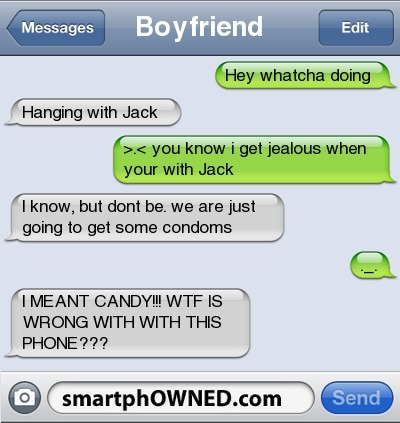 Messages
Boyfriend
Edit
Hey whatcha doing
Hanging with Jack
>.< you know i get jealous when
your with Jack
I know, but dont be. we are just
going to get some condoms
._.
I MEANT CANDY!!! WTF IS
WRONG WITH WITH THIS
PHONE???
smartphOWNED.com
Send